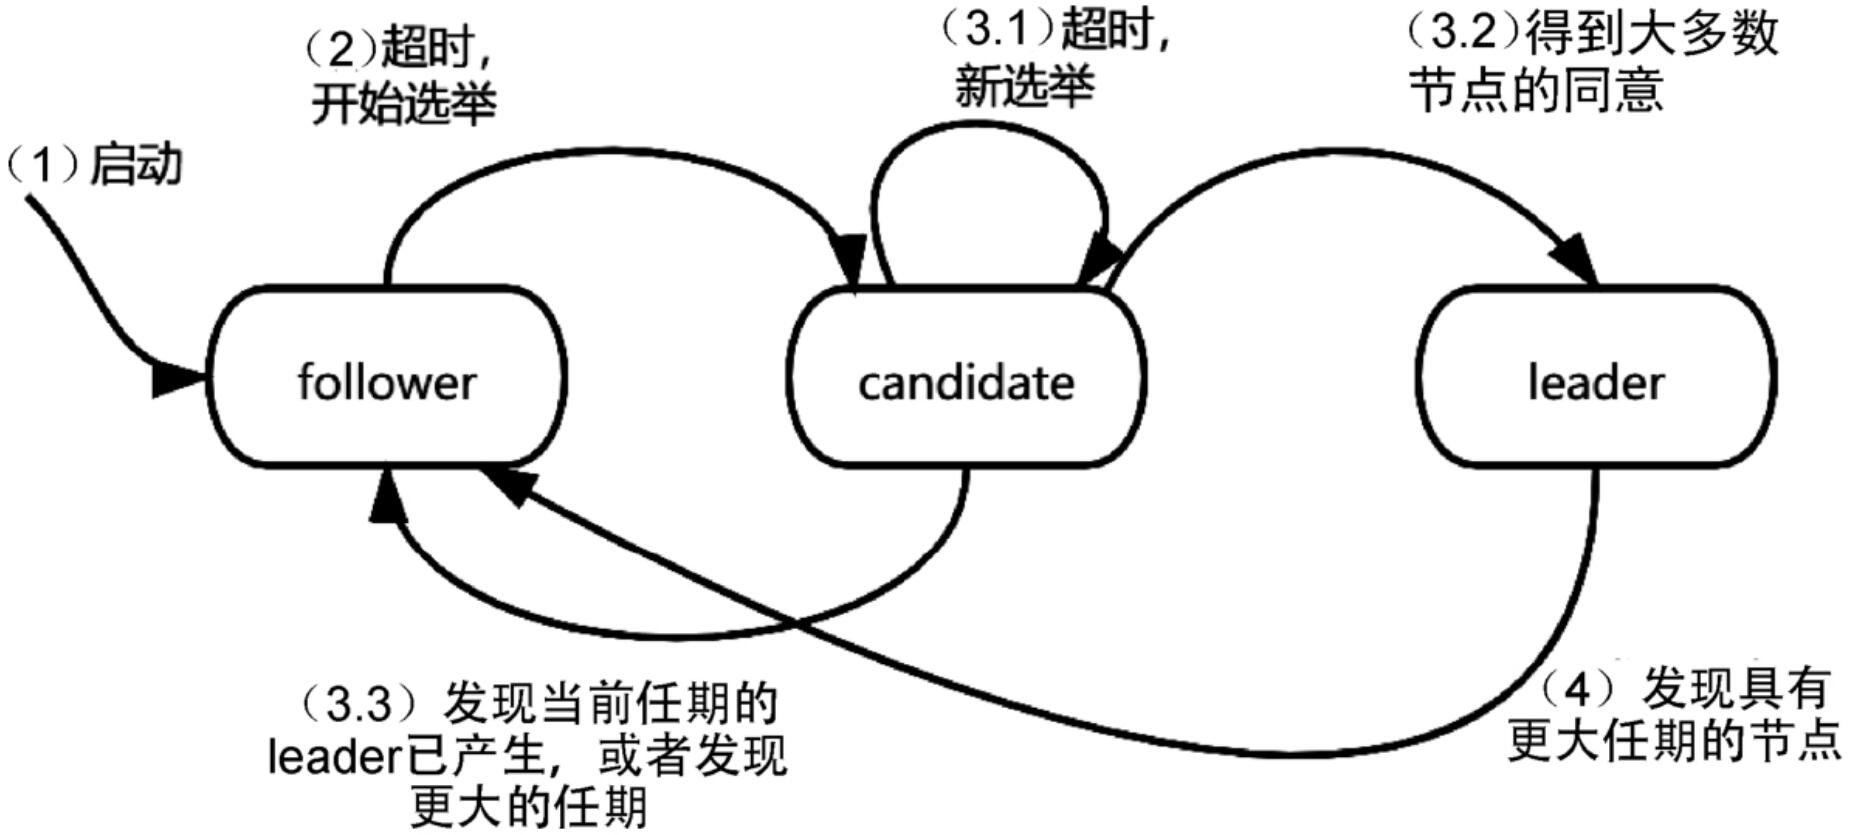 （2）超时，
开始选举
（3.1）超时，
新选举
（3.2）得到大多数
节点的同意
（1）启动
follower
candidate
leader
（3.3）发现当前任期的
leader已产生，或者发现
更大的任期
（4）发现具有
更大任期的节点